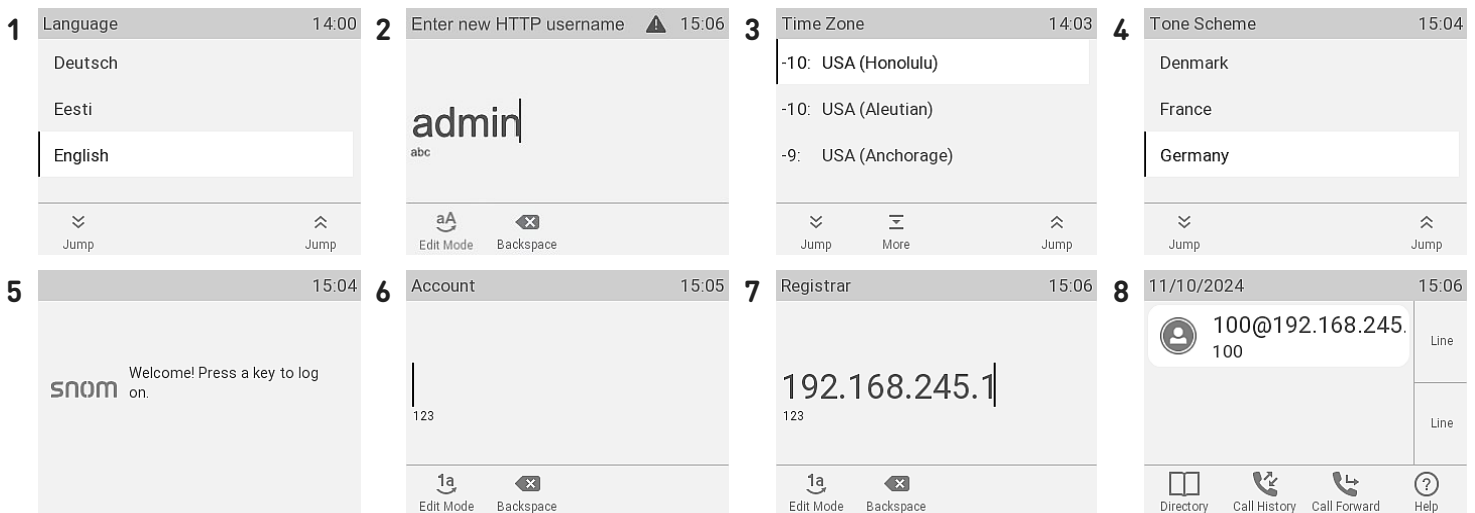 1
Language 14:00
Deutsch
Eesti
English
Jump Jump
2
Enter new HTTP username 15:06
admin
abc
aA
Edit Mode Backspace
3
Time Zone 14:03
-10: USA (Honolulu)
-10: USA (Aleutian)
-9: USA (Anchorage)
Jump More Jump
4
Tone Scheme 15:04
Denmark
France
Germany
Jump Jump
5
15:04
snom
Welcome! Press a key to log
on.
6
Account 15:05
123
1a
Edit Mode Backspace
7
Registrar 15:06
192.168.245.1
123
1a
Edit Mode Backspace
8
11/10/2024 15:06
100@192.168.245.
100
Line
Line
Directory Call History Call Forward Help